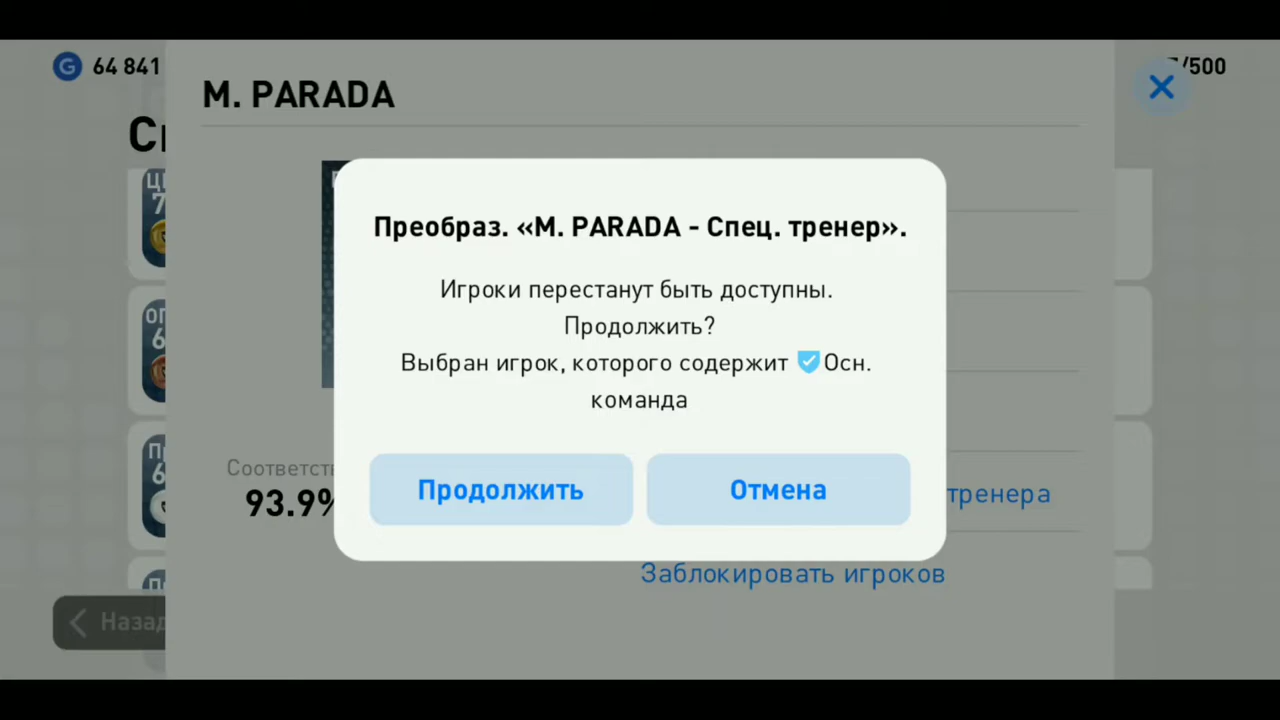 64 841
/500
M. PARADA
Преобраз. «M. PARADA - Спец. тренер».
Игроки перестанут быть доступны.
Продолжить?
Выбран игрок, которого содержит Осн.
команда
93.9%
Продолжить
Отмена
тренера
Заблокировать игроков
Назад